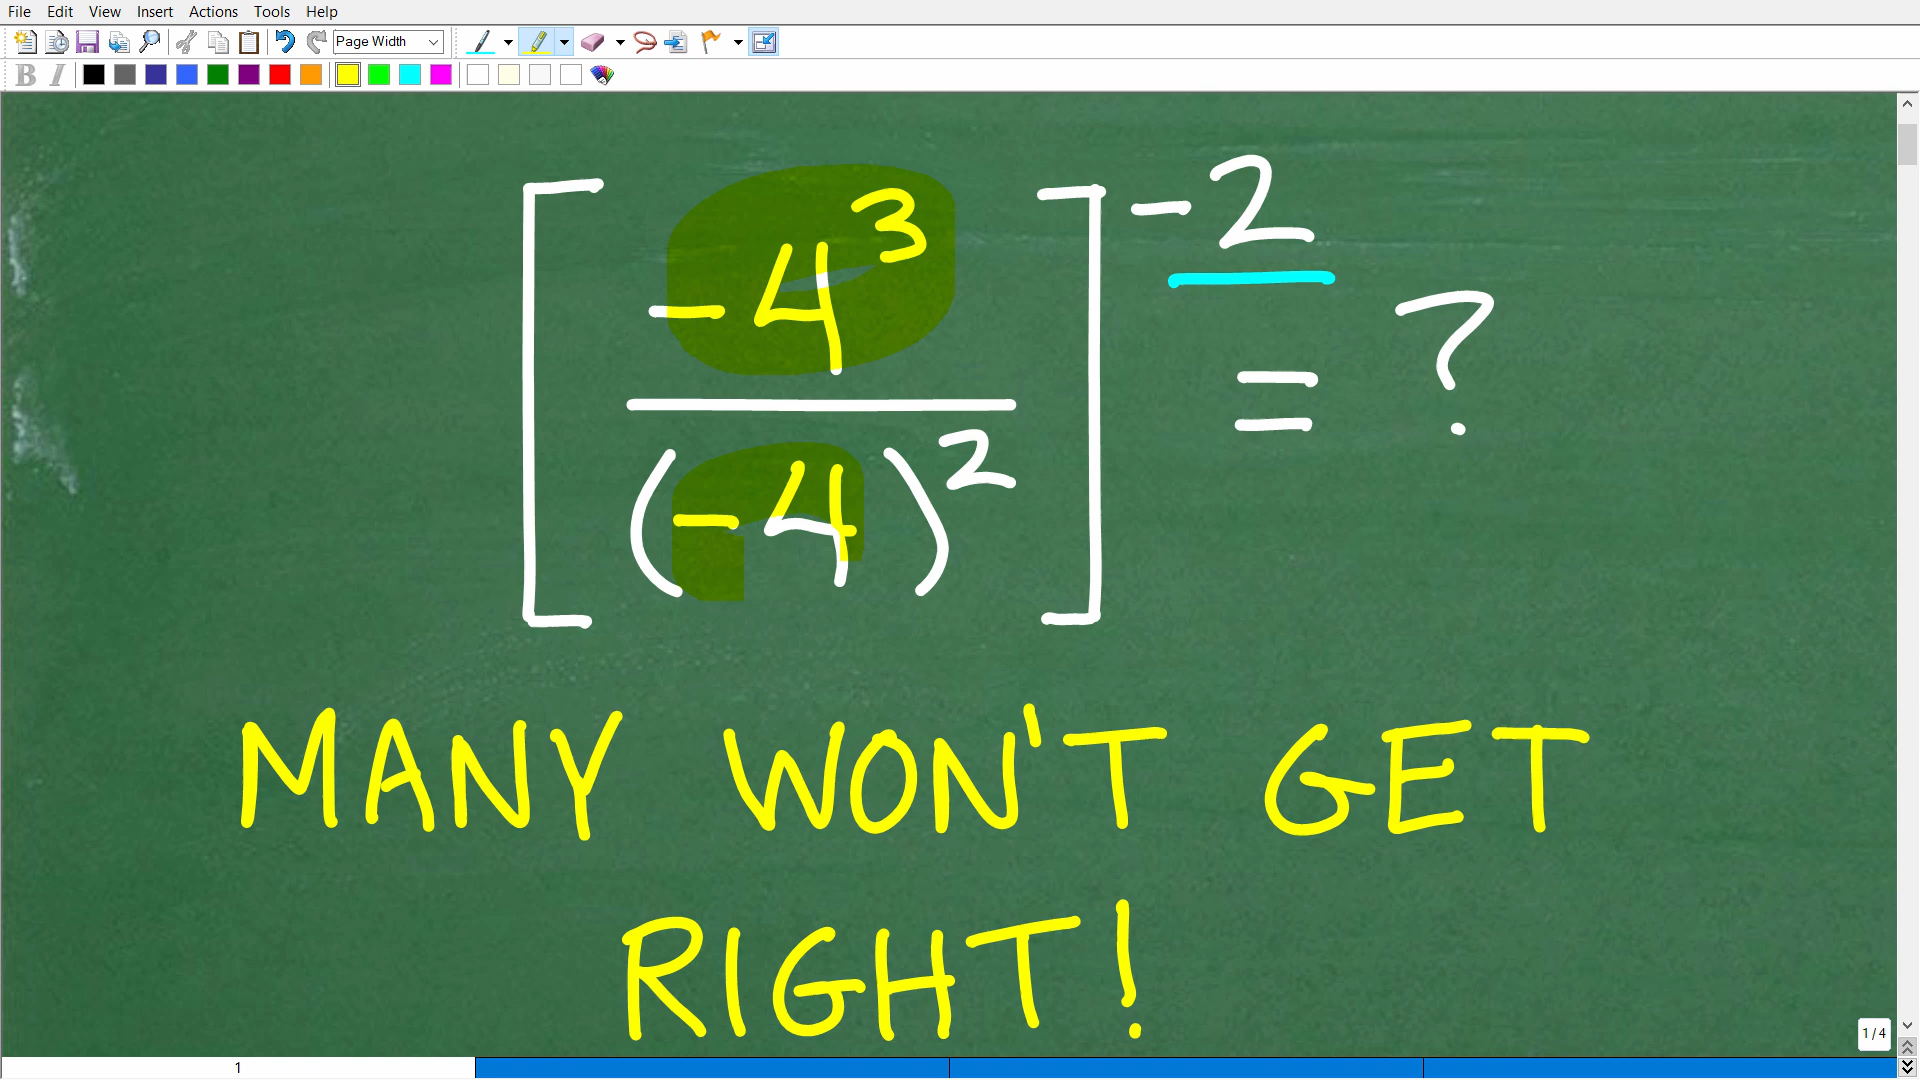 File Edit View Insert Actions Tools Help
Page Width
B I
[-4³/(-4)²]⁻² = ?
MANY WON'T GET
RIGHT!
1 / 4
1